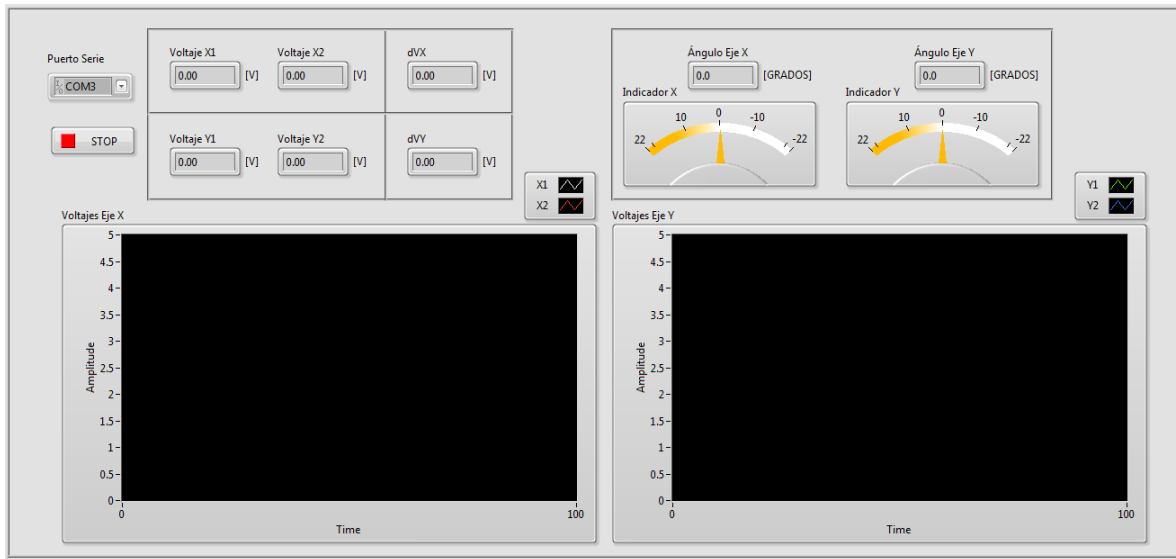 Puerto Serie
COM3
STOP
Voltaje X1
0.00 [V]
Voltaje X2
0.00 [V]
dVX
0.00 [V]
Voltaje Y1
0.00 [V]
Voltaje Y2
0.00 [V]
dVY
0.00 [V]
Ángulo Eje X
0.0 [GRADOS]
Indicador X
22 10 0 -10 -22
Ángulo Eje Y
0.0 [GRADOS]
Indicador Y
22 10 0 -10 -22
X1
X2
Voltajes Eje X
Amplitude
5
4.5
4
3.5
3
2.5
2
1.5
1
0.5
0
0 100
Time
Y1
Y2
Voltajes Eje Y
Amplitude
5
4.5
4
3.5
3
2.5
2
1.5
1
0.5
0
0 100
Time